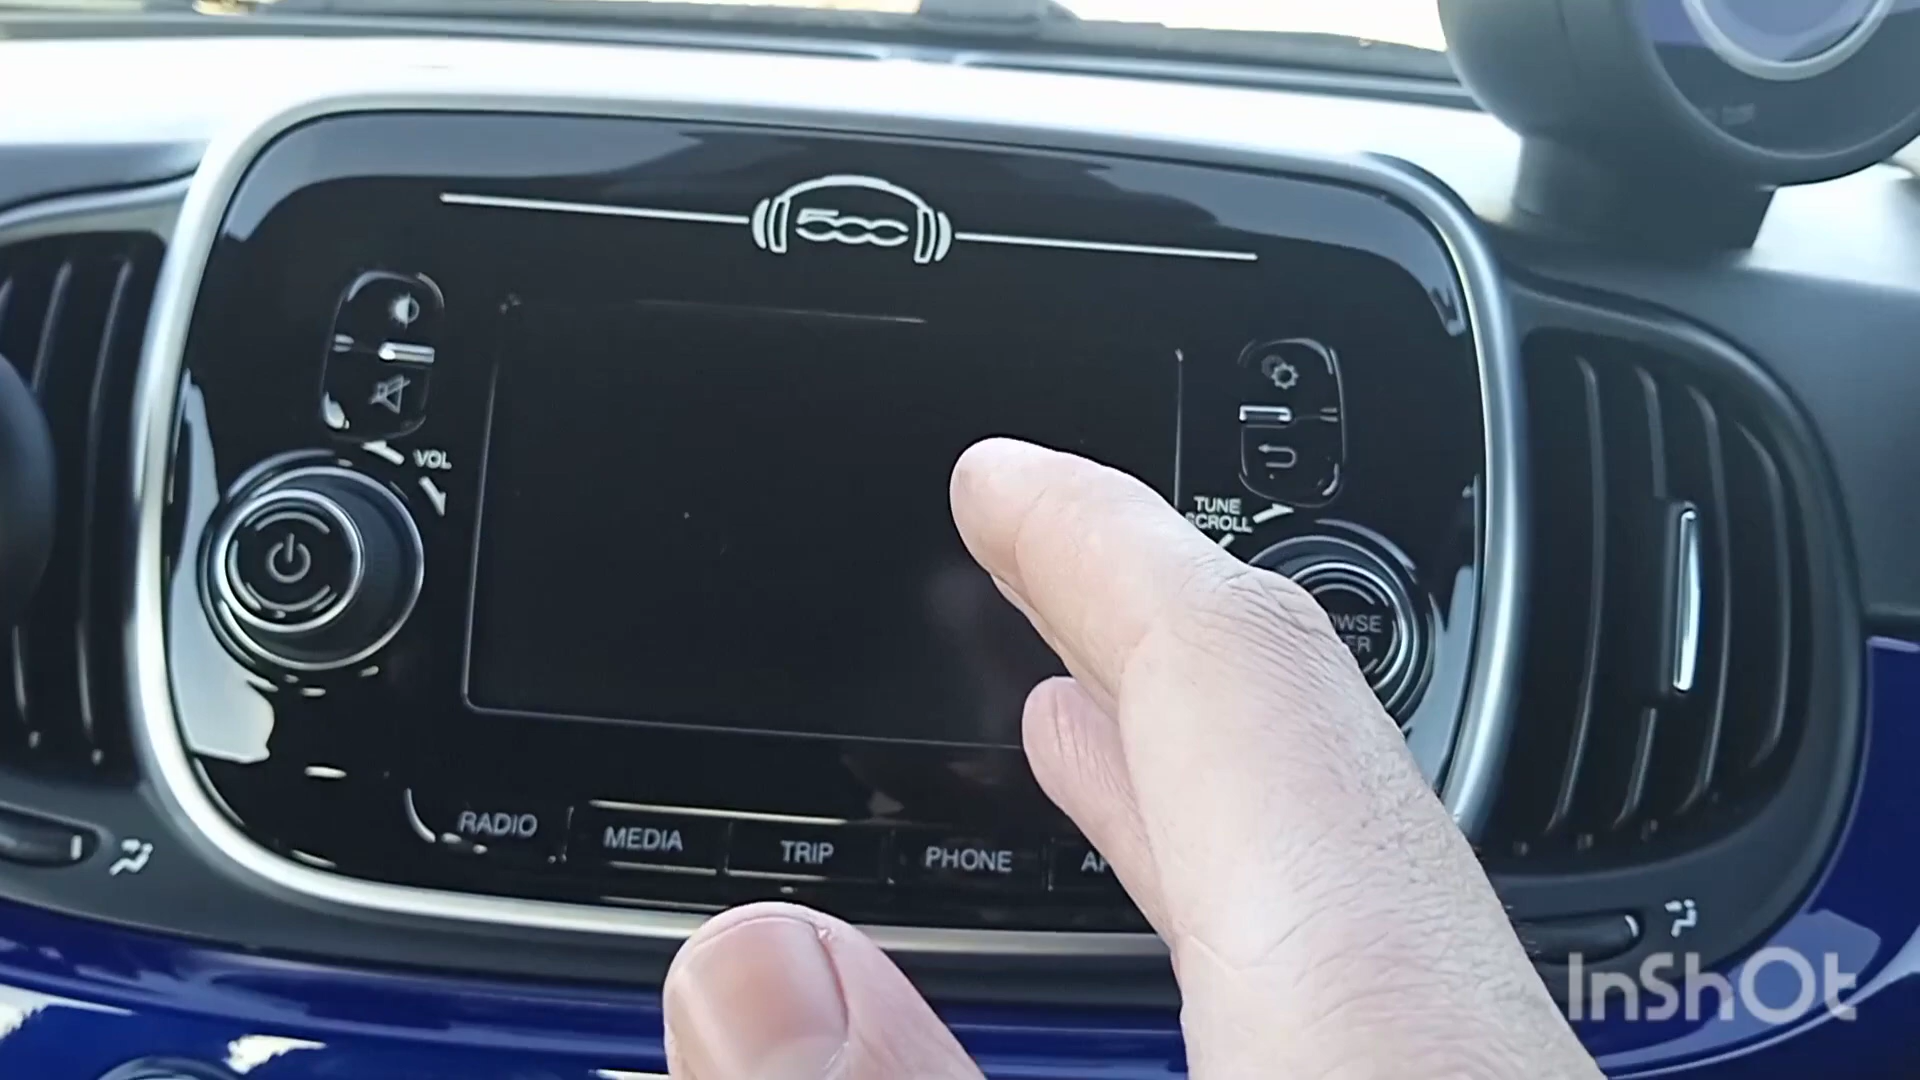 500
VOL
TUNE
SCROLL
RADIO
MEDIA
TRIP
PHONE
InShOt